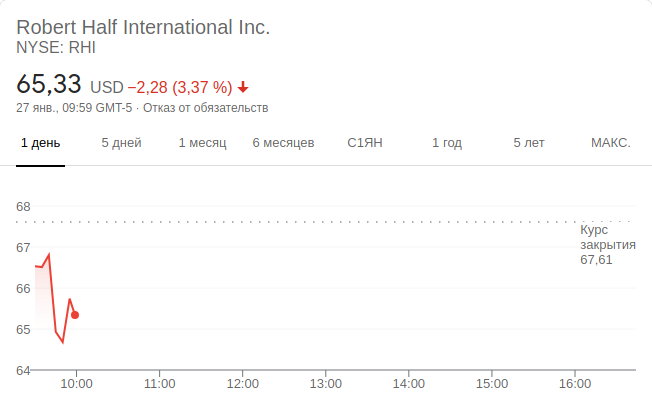 Robert Half International Inc.
NYSE: RHI
65,33 USD −2,28 (3,37 %)
27 янв., 09:59 GMT-5 · Отказ от обязательств
1 день 5 дней 1 месяц 6 месяцев С1ЯН 1 год 5 лет МАКС.
68
Курс
закрытия
67,61
67
66
65
64
10:00 11:00 12:00 13:00 14:00 15:00 16:00